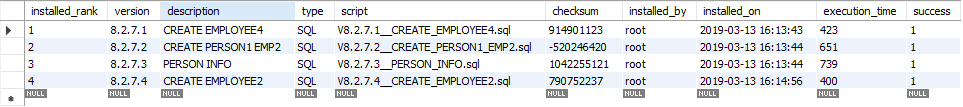 installed_rank version description type script checksum installed_by installed_on execution_time success
1 8.2.7.1 CREATE EMPLOYEE4 SQL V8.2.7.1__CREATE_EMPLOYEE4.sql 914901123 root 2019-03-13 16:13:43 423 1
2 8.2.7.2 CREATE PERSON1 EMP2 SQL V8.2.7.2__CREATE_PERSON1_EMP2.sql -520246420 root 2019-03-13 16:13:44 651 1
3 8.2.7.3 PERSON INFO SQL V8.2.7.3__PERSON_INFO.sql 1042255121 root 2019-03-13 16:13:44 739 1
4 8.2.7.4 CREATE EMPLOYEE2 SQL V8.2.7.4__CREATE_EMPLOYEE2.sql 790752237 root 2019-03-13 16:14:56 400 1
NULL NULL NULL NULL NULL NULL NULL NULL NULL NULL